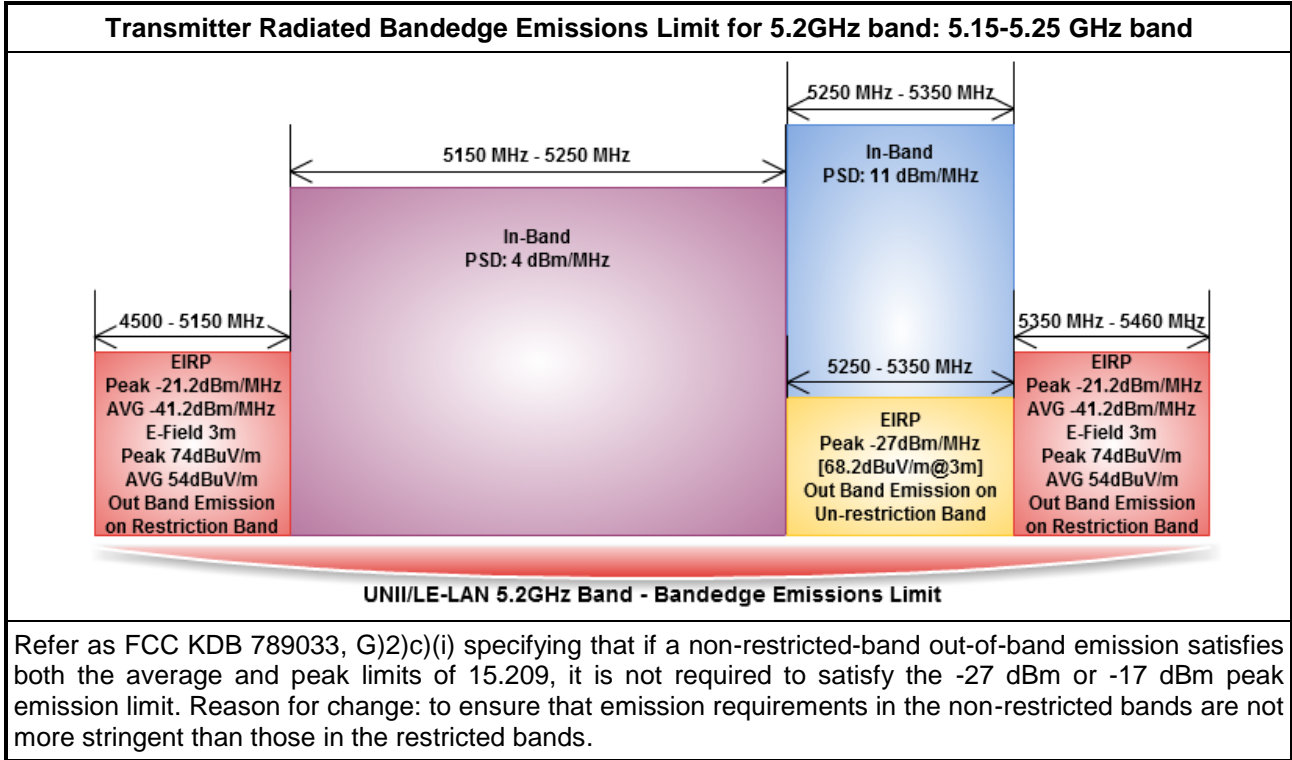 Transmitter Radiated Bandedge Emissions Limit for 5.2GHz band: 5.15-5.25 GHz band
5250 MHz - 5350 MHz
5150 MHz - 5250 MHz
In-Band
PSD: 11 dBm/MHz
In-Band
PSD: 4 dBm/MHz
4500 - 5150 MHz
5350 MHz - 5460 MHz
EIRP
Peak -21.2dBm/MHz
AVG -41.2dBm/MHz
E-Field 3m
Peak 74dBuV/m
AVG 54dBuV/m
Out Band Emission
on Restriction Band
5250 - 5350 MHz
EIRP
Peak -27dBm/MHz
[68.2dBuV/m@3m]
Out Band Emission on
Un-restriction Band
EIRP
Peak -21.2dBm/MHz
AVG -41.2dBm/MHz
E-Field 3m
Peak 74dBuV/m
AVG 54dBuV/m
Out Band Emission
on Restriction Band
UNII/LE-LAN 5.2GHz Band - Bandedge Emissions Limit
Refer as FCC KDB 789033, G)2)c)(i) specifying that if a non-restricted-band out-of-band emission satisfies
both the average and peak limits of 15.209, it is not required to satisfy the -27 dBm or -17 dBm peak
emission limit. Reason for change: to ensure that emission requirements in the non-restricted bands are not
more stringent than those in the restricted bands.